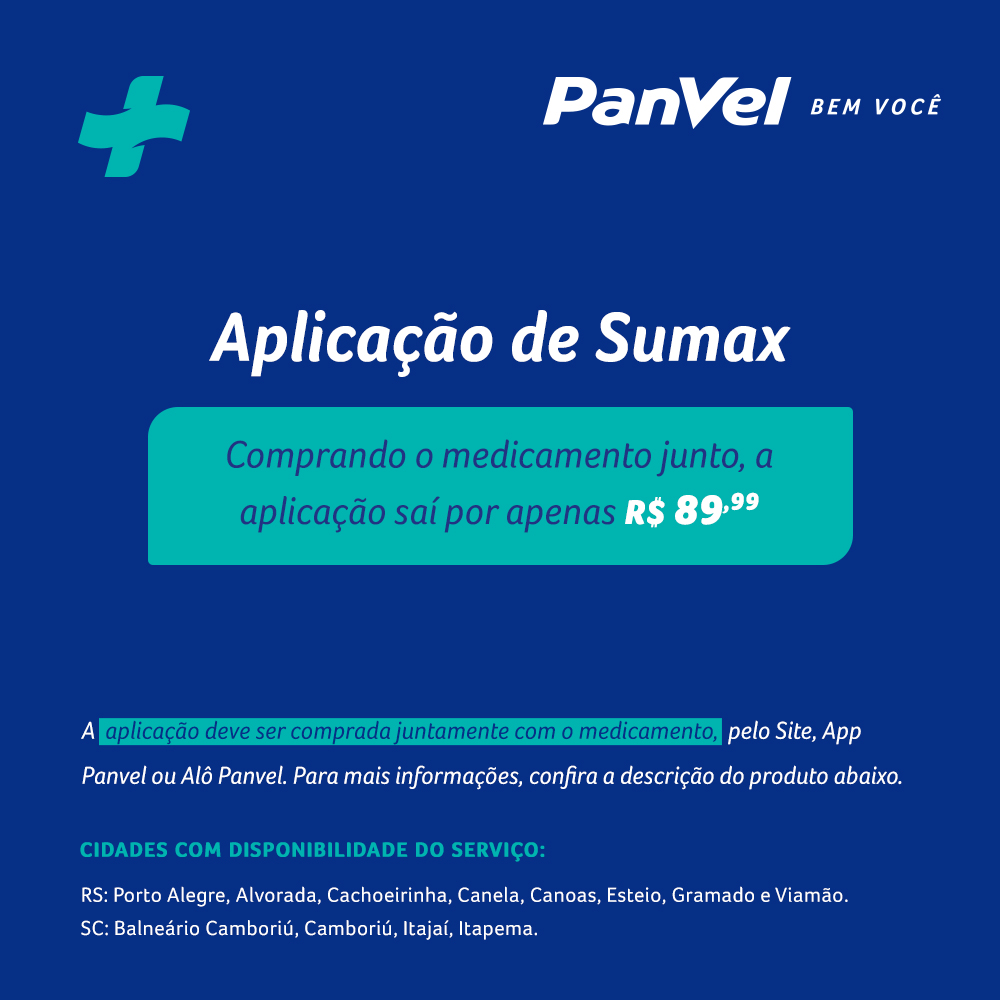 PanVel BEM VOCÊ
Aplicação de Sumax
Comprando o medicamento junto, a
aplicação saí por apenas R$ 89,99
A aplicação deve ser comprada juntamente com o medicamento, pelo Site, App
Panvel ou Alô Panvel. Para mais informações, confira a descrição do produto abaixo.
CIDADES COM DISPONIBILIDADE DO SERVIÇO:
RS: Porto Alegre, Alvorada, Cachoeirinha, Canela, Canoas, Esteio, Gramado e Viamão.
SC: Balneário Camboriú, Camboriú, Itajaí, Itapema.